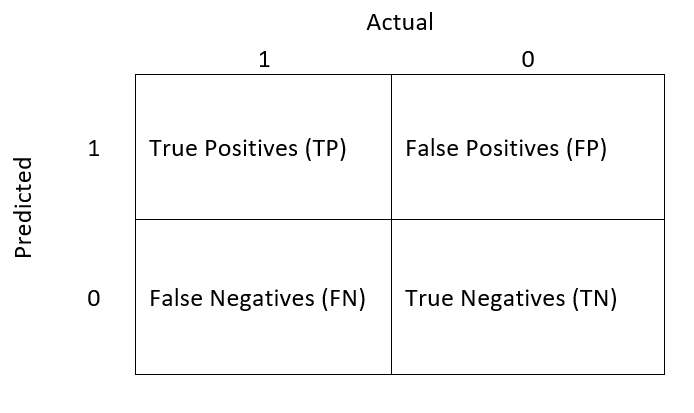 Actual
1 0
Predicted
1 True Positives (TP) False Positives (FP)
0 False Negatives (FN) True Negatives (TN)